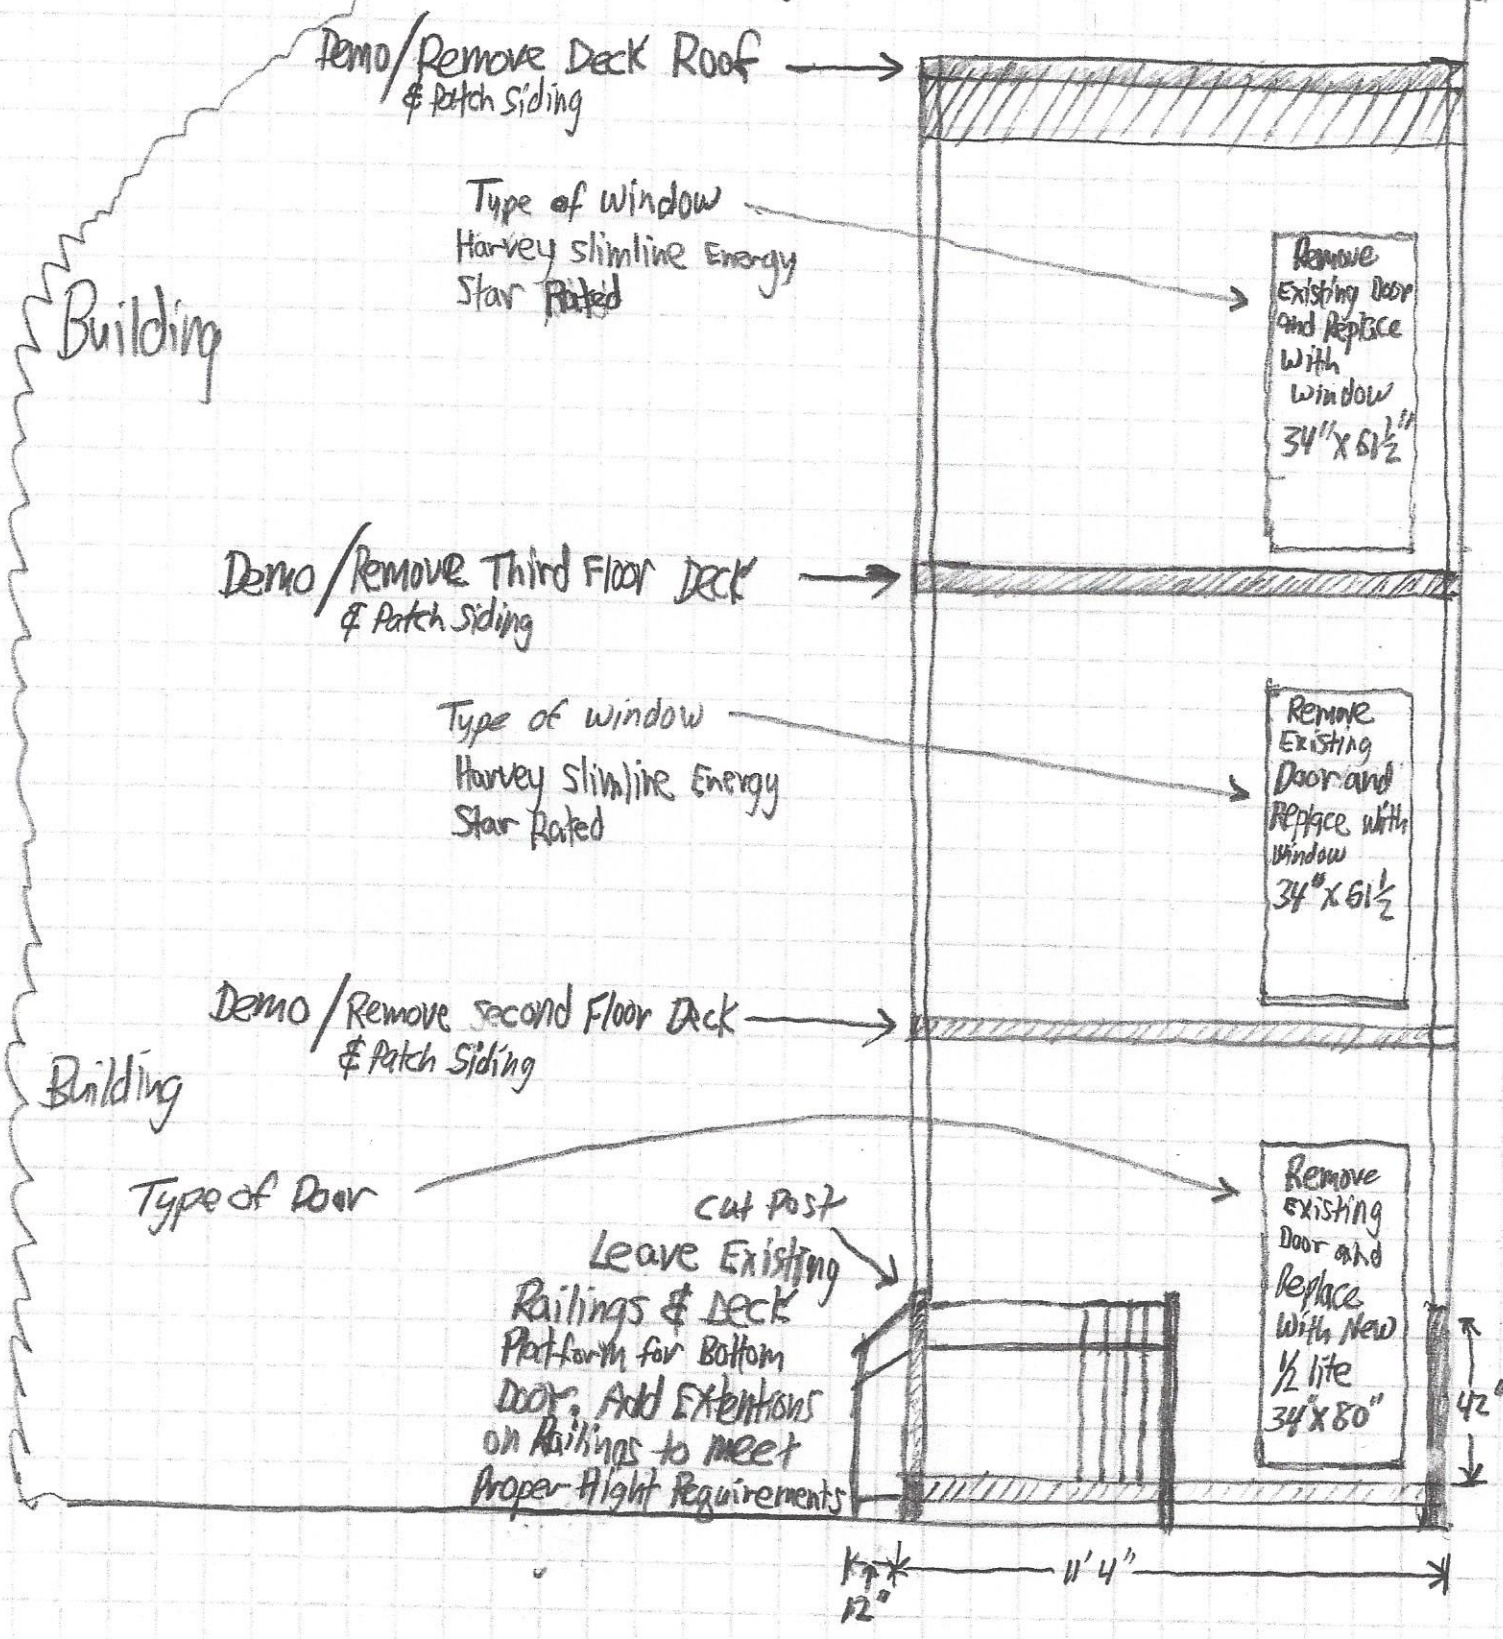 Demo/Remove Deck Roof
& Patch Siding
Type of window
Harvey Slimline Energy
Star Rated
Remove
Existing Door
and Replace
With
Window
34" X 61 1/2"
Building
Demo/Remove Third Floor Deck
& Patch Siding
Type of window
Harvey Slimline Energy
Star Rated
Remove
Existing
Door and
Replace with
Window
34" X 61 1/2
Demo/Remove second Floor Deck
& Patch Siding
Building
Type of Door
Remove
Existing
Door and
Replace
With New
1/2 lite
34" X 80"
Cut Post
Leave Existing
Railings & Deck
Platform for Bottom
Door. Add Extentions
on Railings to meet
Proper Hight Requirements
42"
11' 4"
12"